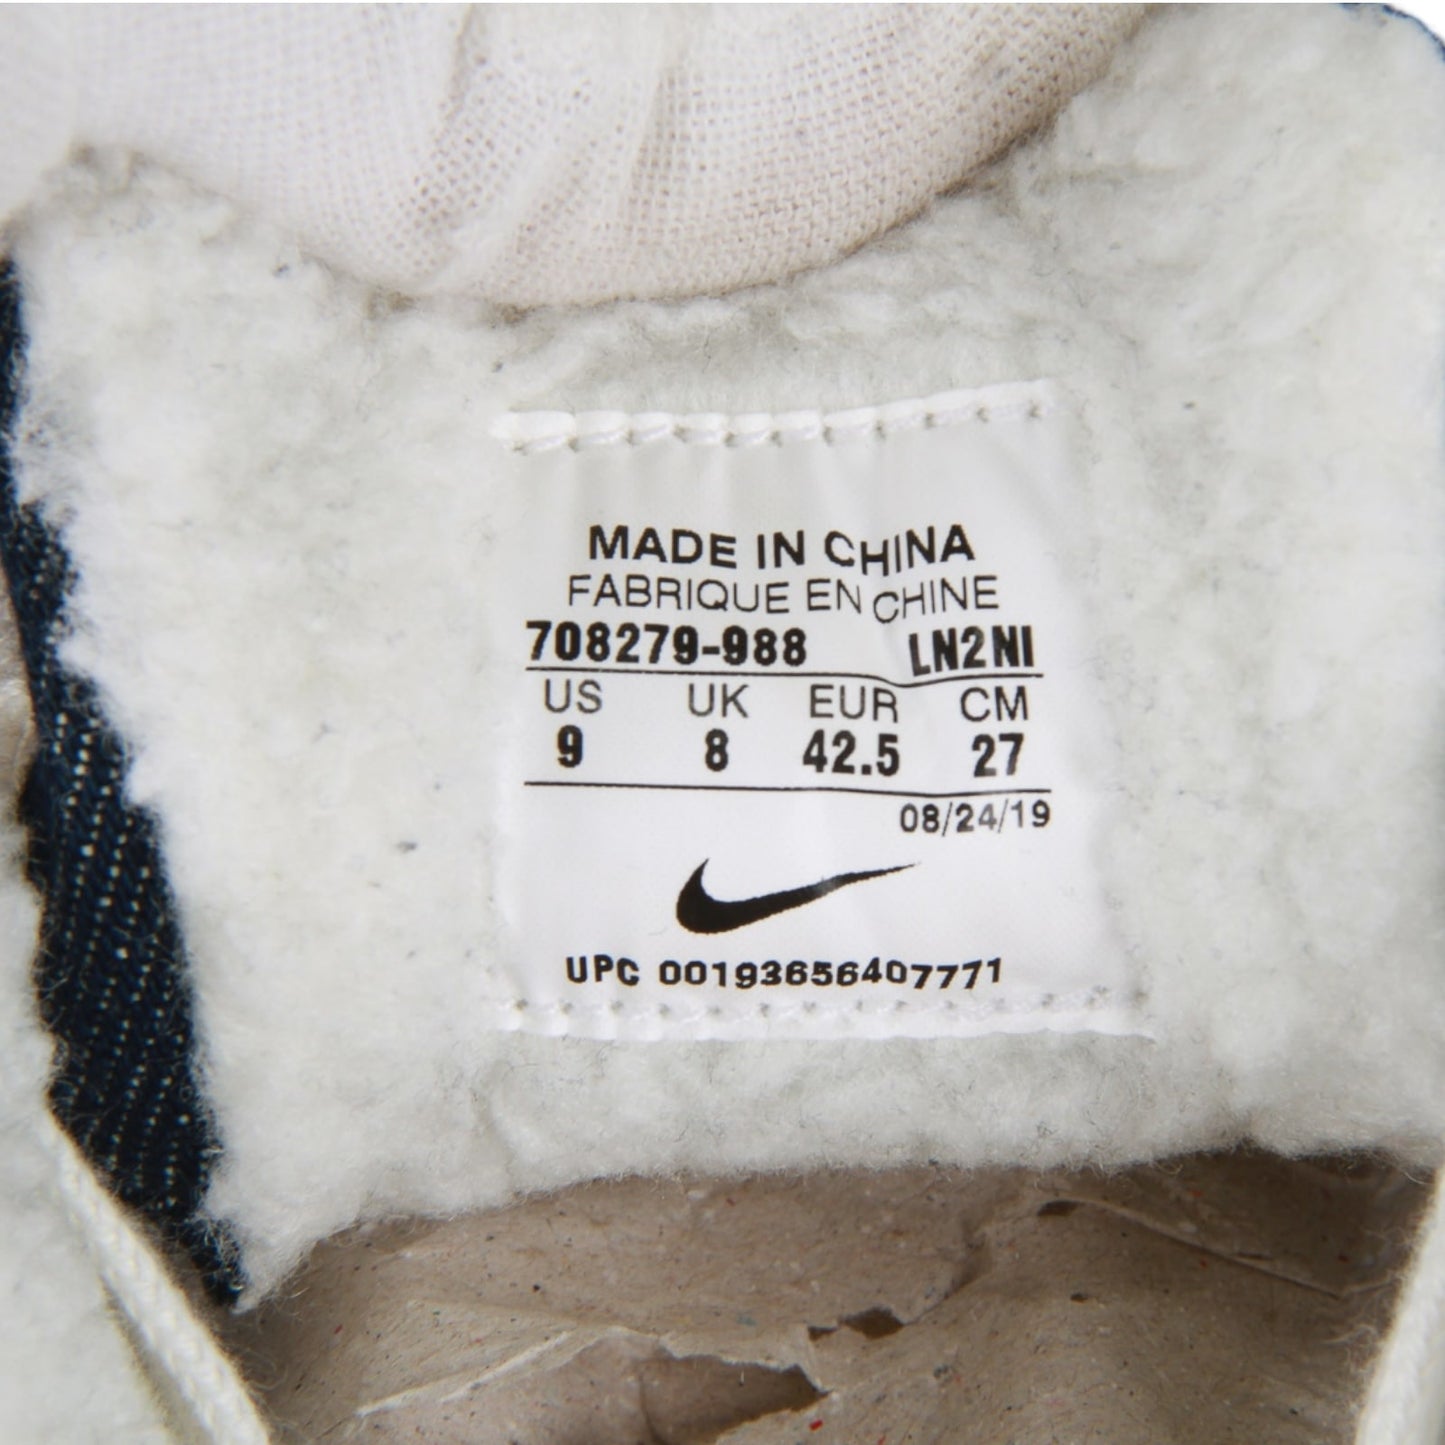 MADE IN CHINA
FABRIQUE EN CHINE
708279-988 LN2NI
US UK EUR CM
9 8 42.5 27
08/24/19
UPC 00193656407771